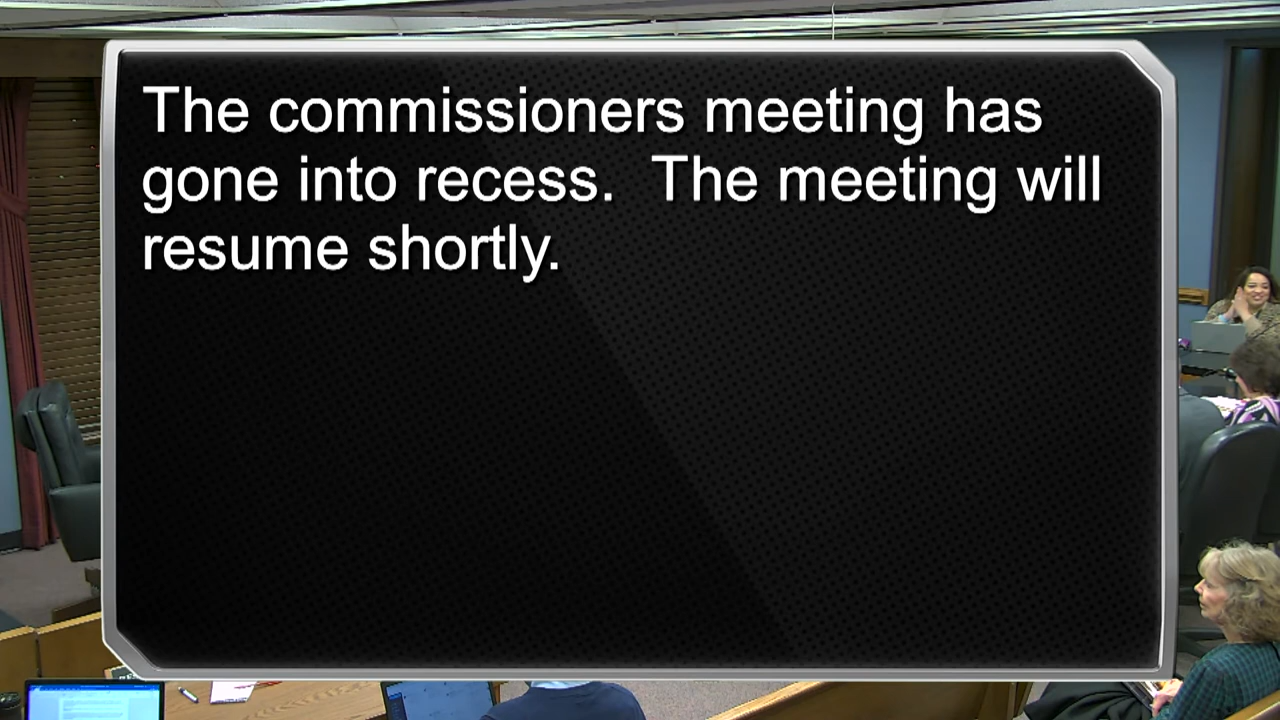 The commissioners meeting has
gone into recess.  The meeting will
resume shortly.